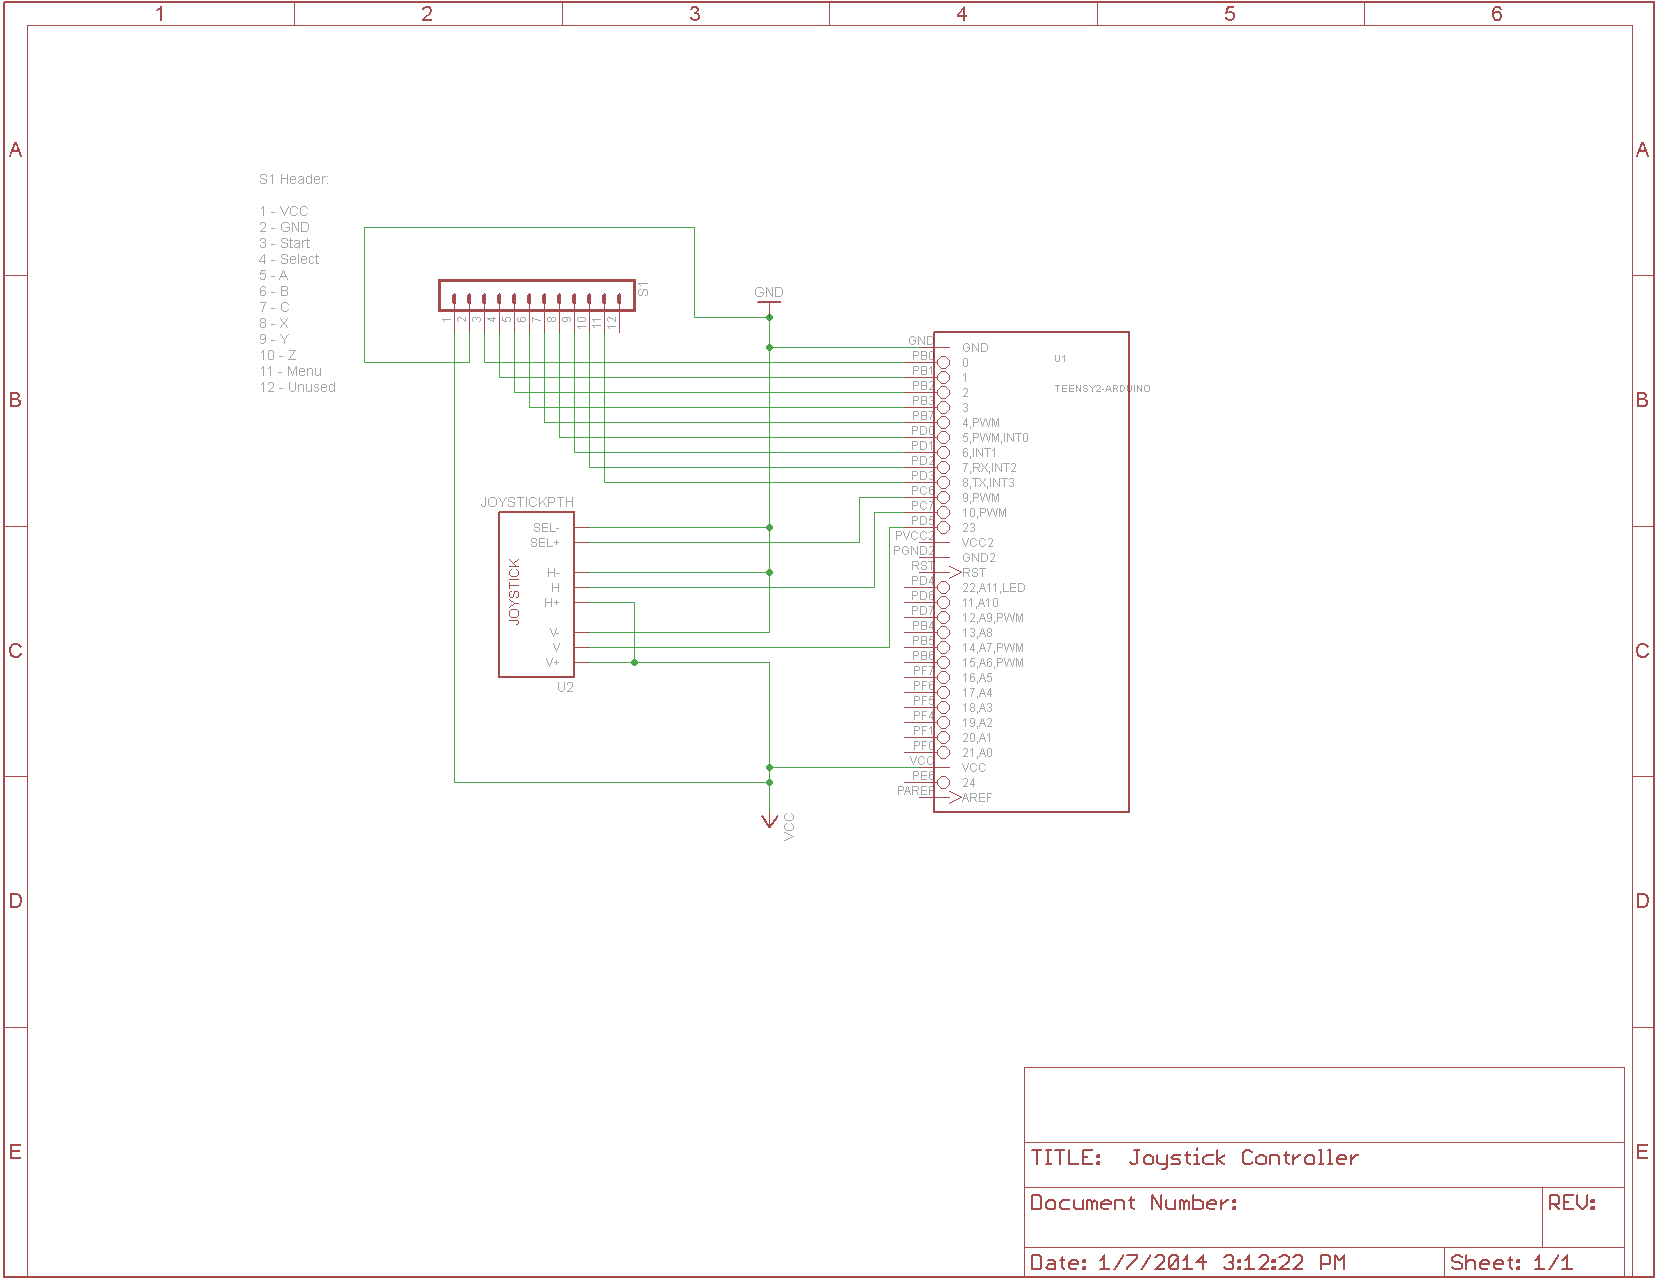 1 2 3 4 5 6
A A
S1 Header:
1 - VCC
2 - GND
3 - Start
4 - Select
5 - A
6 - B
7 - C
8 - X
9 - Y
10 - Z
11 - Menu
12 - Unused
S1
1 2 3 4 5 6 7 8 9 10 11 12
GND
B B
U1
TEENSY2-ARDUINO
GND GND
PB0 0
PB1 1
PB2 2
PB3 3
PB7 4,PWM
PD0 5,PWM,INT0
PD1 6,INT1
PD2 7,RX,INT2
PD3 8,TX,INT3
PC6 9,PWM
PC7 10,PWM
PD5 23
PVCC2 VCC2
PGND2 GND2
RST RST
PD4 22,A11,LED
PD6 11,A10
PD7 12,A9,PWM
PB4 13,A8
PB5 14,A7,PWM
PB6 15,A6,PWM
PF7 16,A5
PF6 17,A4
PF5 18,A3
PF4 19,A2
PF1 20,A1
PF0 21,A0
VCC VCC
PE6 24
PAREF AREF
JOYSTICKPTH
JOYSTICK
SEL-
SEL+
H-
H
H+
V-
V
V+
U2
C C
VCC
D D
E E
TITLE: Joystick Controller
Document Number:
REV:
Date: 1/7/2014 3:12:22 PM
Sheet: 1/1